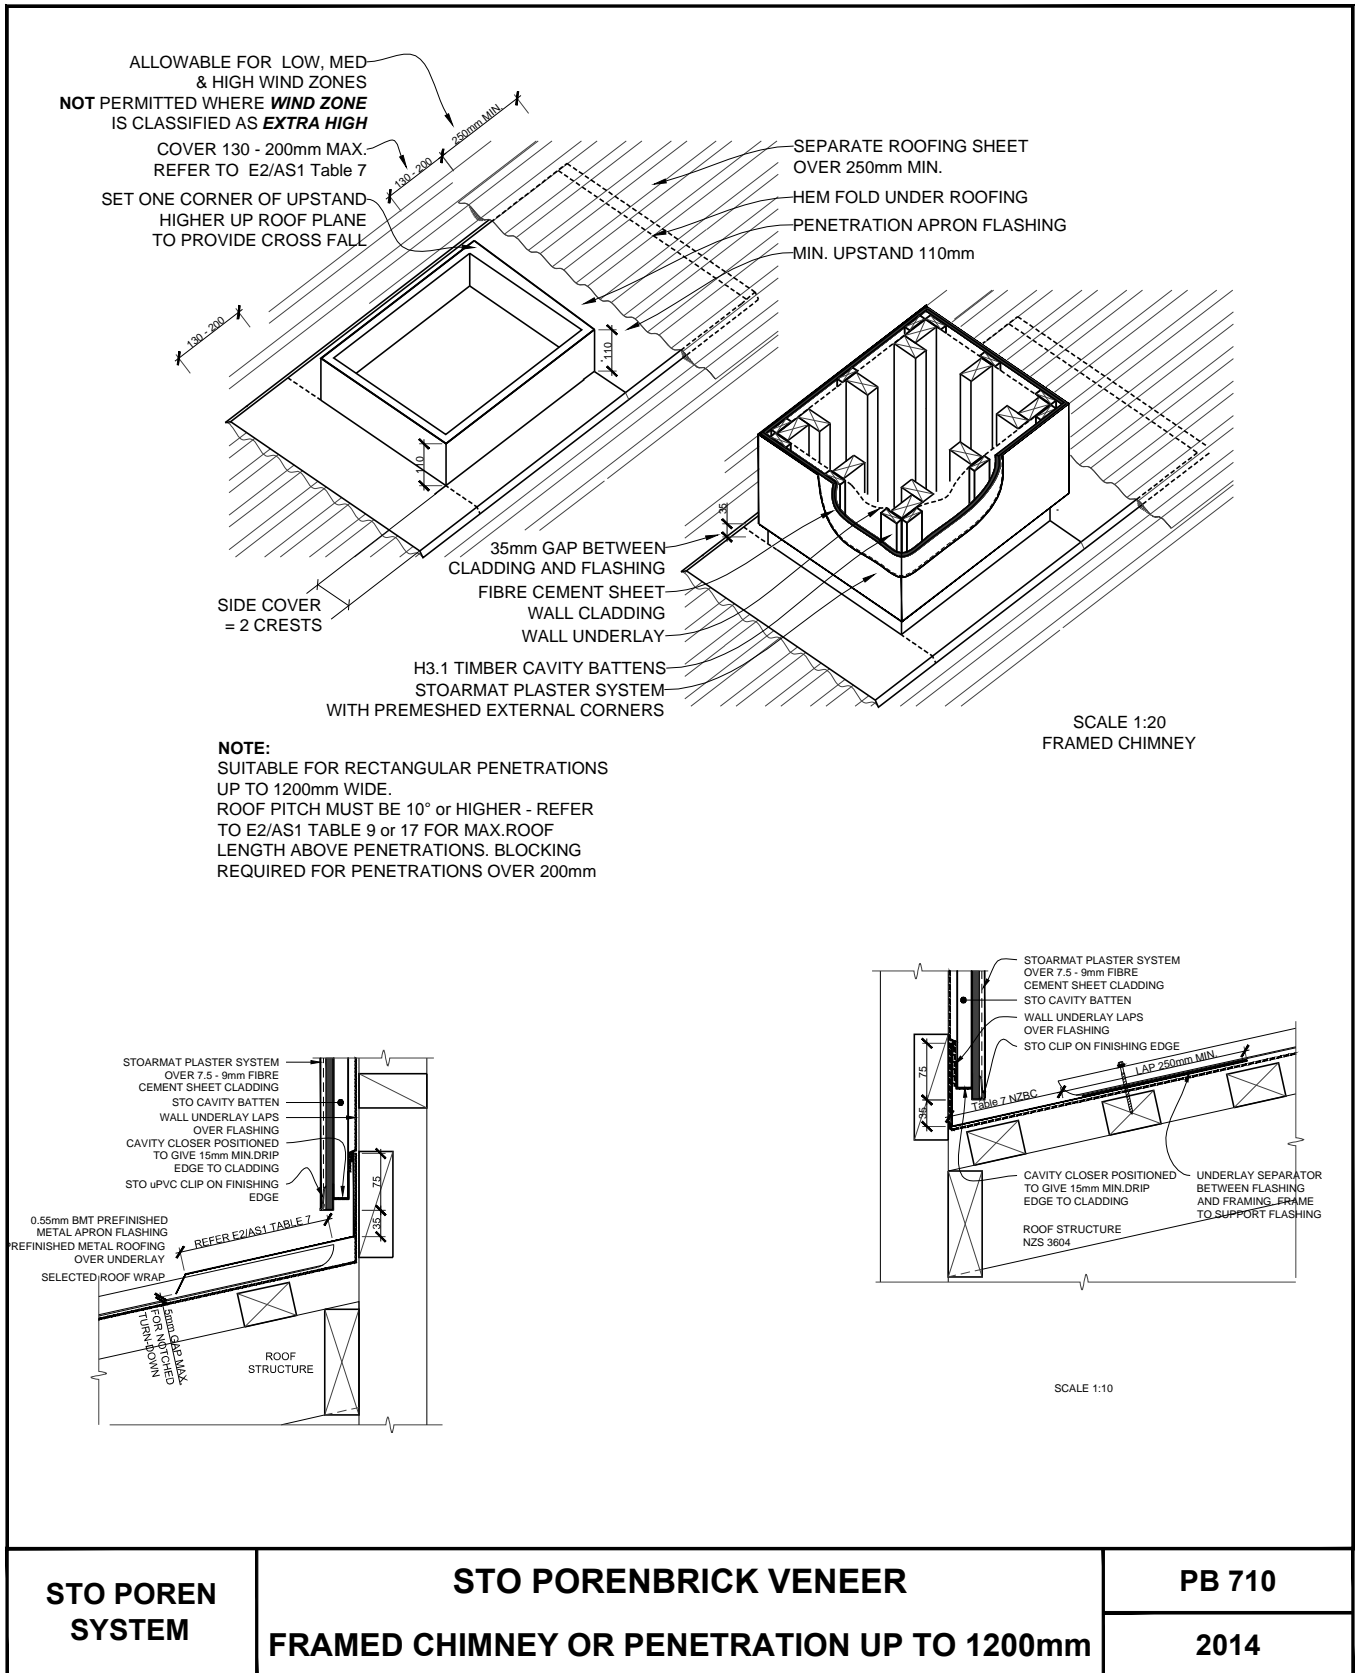 ALLOWABLE FOR LOW, MED
& HIGH WIND ZONES
NOT PERMITTED WHERE WIND ZONE
IS CLASSIFIED AS EXTRA HIGH
COVER 130 - 200mm MAX.
REFER TO E2/AS1 Table 7
SET ONE CORNER OF UPSTAND
HIGHER UP ROOF PLANE
TO PROVIDE CROSS FALL
250mm MIN.
130 - 200
130 - 200
SEPARATE ROOFING SHEET
OVER 250mm MIN.
HEM FOLD UNDER ROOFING
PENETRATION APRON FLASHING
MIN. UPSTAND 110mm
110
110
SIDE COVER
= 2 CRESTS
35
35mm GAP BETWEEN
CLADDING AND FLASHING
FIBRE CEMENT SHEET
WALL CLADDING
WALL UNDERLAY
H3.1 TIMBER CAVITY BATTENS
STOARMAT PLASTER SYSTEM
WITH PREMESHED EXTERNAL CORNERS
SCALE 1:20
FRAMED CHIMNEY
NOTE:
SUITABLE FOR RECTANGULAR PENETRATIONS
UP TO 1200mm WIDE.
ROOF PITCH MUST BE 10° or HIGHER - REFER
TO E2/AS1 TABLE 9 or 17 FOR MAX.ROOF
LENGTH ABOVE PENETRATIONS. BLOCKING
REQUIRED FOR PENETRATIONS OVER 200mm
STOARMAT PLASTER SYSTEM
OVER 7.5 - 9mm FIBRE
CEMENT SHEET CLADDING
STO CAVITY BATTEN
WALL UNDERLAY LAPS
OVER FLASHING
CAVITY CLOSER POSITIONED
TO GIVE 15mm MIN.DRIP
EDGE TO CLADDING
STO uPVC CLIP ON FINISHING
EDGE
0.55mm BMT PREFINISHED
METAL APRON FLASHING
PREFINISHED METAL ROOFING
OVER UNDERLAY
SELECTED ROOF WRAP
REFER E2/AS1 TABLE 7
75
35
5mm GAP MAX.
FOR NOTCHED
TURN-DOWN
ROOF
STRUCTURE
STOARMAT PLASTER SYSTEM
OVER 7.5 - 9mm FIBRE
CEMENT SHEET CLADDING
STO CAVITY BATTEN
WALL UNDERLAY LAPS
OVER FLASHING
STO CLIP ON FINISHING EDGE
75
35
Table 7 NZBC
LAP 250mm MIN.
CAVITY CLOSER POSITIONED
TO GIVE 15mm MIN.DRIP
EDGE TO CLADDING
UNDERLAY SEPARATOR
BETWEEN FLASHING
AND FRAMING. FRAME
TO SUPPORT FLASHING
ROOF STRUCTURE
NZS 3604
SCALE 1:10
STO POREN
SYSTEM
STO PORENBRICK VENEER
FRAMED CHIMNEY OR PENETRATION UP TO 1200mm
PB 710
2014